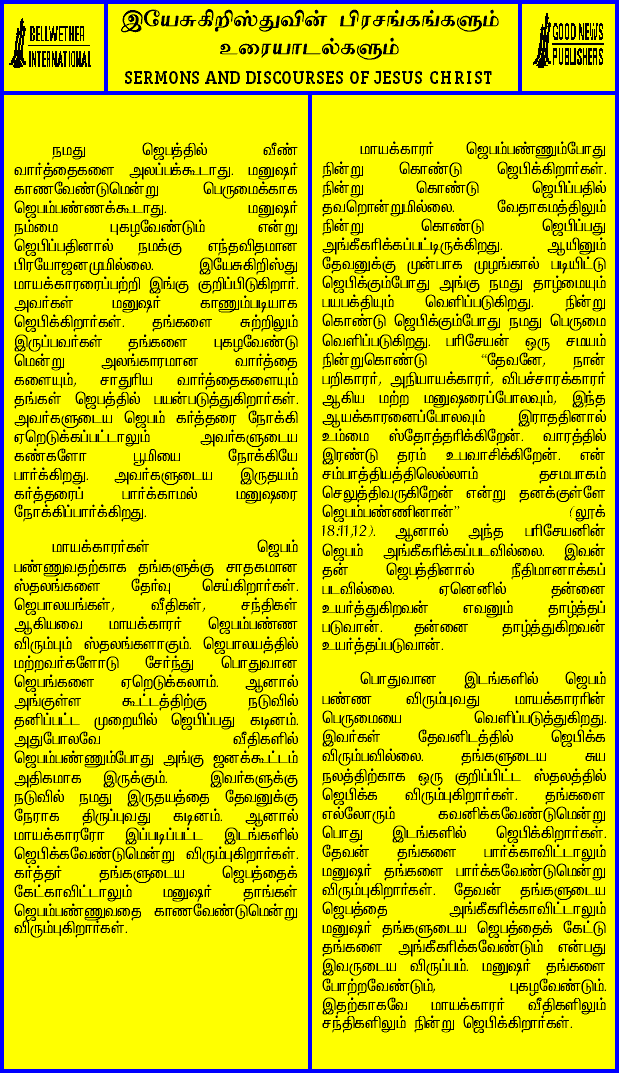 BELLWETHER
INTERNATIONAL
இயேசுகிறிஸ்துவின் பிரசங்கங்களும்
உரையாடல்களும்
SERMONS AND DISCOURSES OF JESUS CHRIST
GOOD NEWS
PUBLISHERS
நமது ஜெபத்தில் வீண்
வார்த்தைகளை அலப்பக்கூடாது. மனுஷர்
காணவேண்டுமென்று பெருமைக்காக
ஜெபம்பண்ணக்கூடாது. மனுஷர்
நம்மை புகழவேண்டும் என்று
ஜெபிப்பதினால் நமக்கு எந்தவிதமான
பிரயோஜனமுமில்லை. இயேசுகிறிஸ்து
மாயக்காரரைப்பற்றி இங்கு குறிப்பிடுகிறார்.
அவர்கள் மனுஷர் காணும்படியாக
ஜெபிக்கிறார்கள். தங்களை சுற்றிலும்
இருப்பவர்கள் தங்களை புகழவேண்டு
மென்று அலங்காரமான வார்த்தை
களையும், சாதுரிய வார்த்தைகளையும்
தங்கள் ஜெபத்தில் பயன்படுத்துகிறார்கள்.
அவர்களுடைய ஜெபம் கர்த்தரை நோக்கி
ஏறெடுக்கப்பட்டாலும் அவர்களுடைய
கண்களோ பூமியை நோக்கியே
பார்க்கிறது. அவர்களுடைய இருதயம்
கர்த்தரைப் பார்க்காமல் மனுஷரை
நோக்கிப்பார்க்கிறது.
மாயக்காரர்கள் ஜெபம்
பண்ணுவதற்காக தங்களுக்கு சாதகமான
ஸ்தலங்களை தேர்வு செய்கிறார்கள்.
ஜெபாலயங்கள், வீதிகள், சந்திகள்
ஆகியவை மாயக்காரர் ஜெபம்பண்ண
விரும்பும் ஸ்தலங்களாகும். ஜெபாலயத்தில்
மற்றவர்களோடு சேர்ந்து பொதுவான
ஜெபங்களை ஏறெடுக்கலாம். ஆனால்
அங்குள்ள கூட்டத்திற்கு நடுவில்
தனிப்பட்ட முறையில் ஜெபிப்பது கடினம்.
அதுபோலவே வீதிகளில்
ஜெபம்பண்ணும்போது அங்கு ஜனக்கூட்டம்
அதிகமாக இருக்கும். இவர்களுக்கு
நடுவில் நமது இருதயத்தை தேவனுக்கு
நேராக திருப்புவது கடினம். ஆனால்
மாயக்காரரோ இப்படிப்பட்ட இடங்களில்
ஜெபிக்கவேண்டுமென்று விரும்புகிறார்கள்.
கர்த்தர் தங்களுடைய ஜெபத்தைக்
கேட்காவிட்டாலும் மனுஷர் தாங்கள்
ஜெபம்பண்ணுவதை காணவேண்டுமென்று
விரும்புகிறார்கள்.
மாயக்காரர் ஜெபம்பண்ணும்போது
நின்று கொண்டு ஜெபிக்கிறார்கள்.
நின்று கொண்டு ஜெபிப்பதில்
தவறொன்றுமில்லை. வேதாகமத்திலும்
நின்று கொண்டு ஜெபிப்பது
அங்கீகரிக்கப்பட்டிருக்கிறது. ஆயினும்
தேவனுக்கு முன்பாக முழங்கால் படியிட்டு
ஜெபிக்கும்போது அங்கு நமது தாழ்மையும்
பயபக்தியும் வெளிப்படுகிறது. நின்று
கொண்டு ஜெபிக்கும்போது நமது பெருமை
வெளிப்படுகிறது. பரிசேயன் ஒரு சமயம்
நின்றுகொண்டு “தேவனே, நான்
பறிகாரர், அநியாயக்காரர், விபச்சாரக்காரர்
ஆகிய மற்ற மனுஷரைப்போலவும், இந்த
ஆயக்காரனைப்போலவும் இராததினால்
உம்மை ஸ்தோத்தரிக்கிறேன். வாரத்தில்
இரண்டு தரம் உபவாசிக்கிறேன். என்
சம்பாத்தியத்திலெல்லாம் தசமபாகம்
செலுத்திவருகிறேன் என்று தனக்குள்ளே
ஜெபம்பண்ணினான்” (லூக்
18:11,12). ஆனால் அந்த பரிசேயனின்
ஜெபம் அங்கீகரிக்கப்படவில்லை. இவன்
தன் ஜெபத்தினால் நீதிமானாக்கப்
படவில்லை. ஏனெனில் தன்னை
உயர்த்துகிறவன் எவனும் தாழ்த்தப்
படுவான். தன்னை தாழ்த்துகிறவன்
உயர்த்தப்படுவான்.
பொதுவான இடங்களில் ஜெபம்
பண்ண விரும்புவது மாயக்காரரின்
பெருமையை வெளிப்படுத்துகிறது.
இவர்கள் தேவனிடத்தில் ஜெபிக்க
விரும்பவில்லை. தங்களுடைய சுய
நலத்திற்காக ஒரு குறிப்பிட்ட ஸ்தலத்தில்
ஜெபிக்க விரும்புகிறார்கள். தங்களை
எல்லோரும் கவனிக்கவேண்டுமென்று
பொது இடங்களில் ஜெபிக்கிறார்கள்.
தேவன் தங்களை பார்க்காவிட்டாலும்
மனுஷர் தங்களை பார்க்கவேண்டுமென்று
விரும்புகிறார்கள். தேவன் தங்களுடைய
ஜெபத்தை அங்கீகரிக்காவிட்டாலும்
மனுஷர் தங்களுடைய ஜெபத்தைக் கேட்டு
தங்களை அங்கீகரிக்கவேண்டும் என்பது
இவருடைய விருப்பம். மனுஷர் தங்களை
போற்றவேண்டும், புகழவேண்டும்.
இதற்காகவே மாயக்காரர் வீதிகளிலும்
சந்திகளிலும் நின்று ஜெபிக்கிறார்கள்.